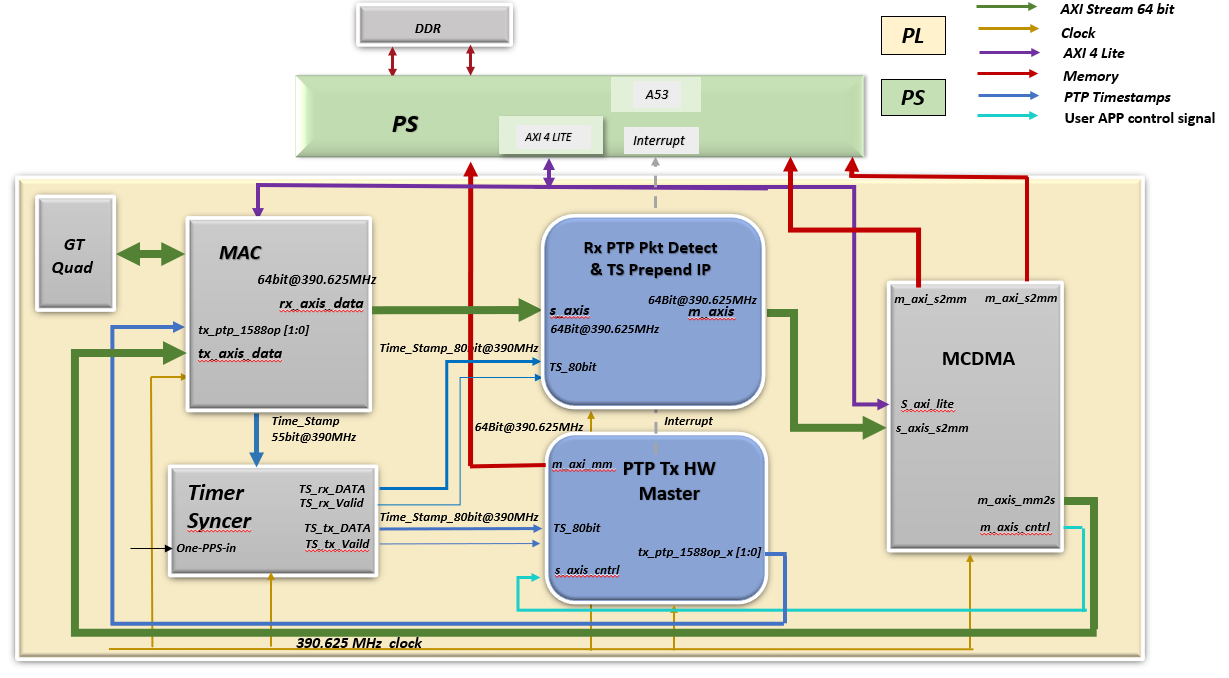 DDR
PS
A53
AXI 4 LITE
Interrupt
PL
PS
AXI Stream 64 bit
Clock
AXI 4 Lite
Memory
PTP Timestamps
User APP control signal
GT
Quad
MAC
64bit@390.625MHz
rx_axis_data
tx_ptp_1588op [1:0]
tx_axis_data
Time_Stamp
55bit@390MHz
Rx PTP Pkt Detect
& TS Prepend IP
64Bit@390.625MHz
s_axis
m_axis
64Bit@390.625MHz
Time_Stamp_80bit@390MHz
TS_80bit
64Bit@390.625MHz
Interrupt
m_axi_s2mm
m_axi_s2mm
MCDMA
S_axi_lite
s_axis_s2mm
m_axis_mm2s
m_axis_cntrl
Timer
Syncer
TS_rx_DATA
TS_rx_Valid
TS_tx_DATA
TS_tx_Vaild
One-PPS-in
Time_Stamp_80bit@390MHz
m_axi_mm
PTP Tx HW
Master
TS_80bit
tx_ptp_1588op_x [1:0]
s_axis_cntrl
390.625 MHz clock